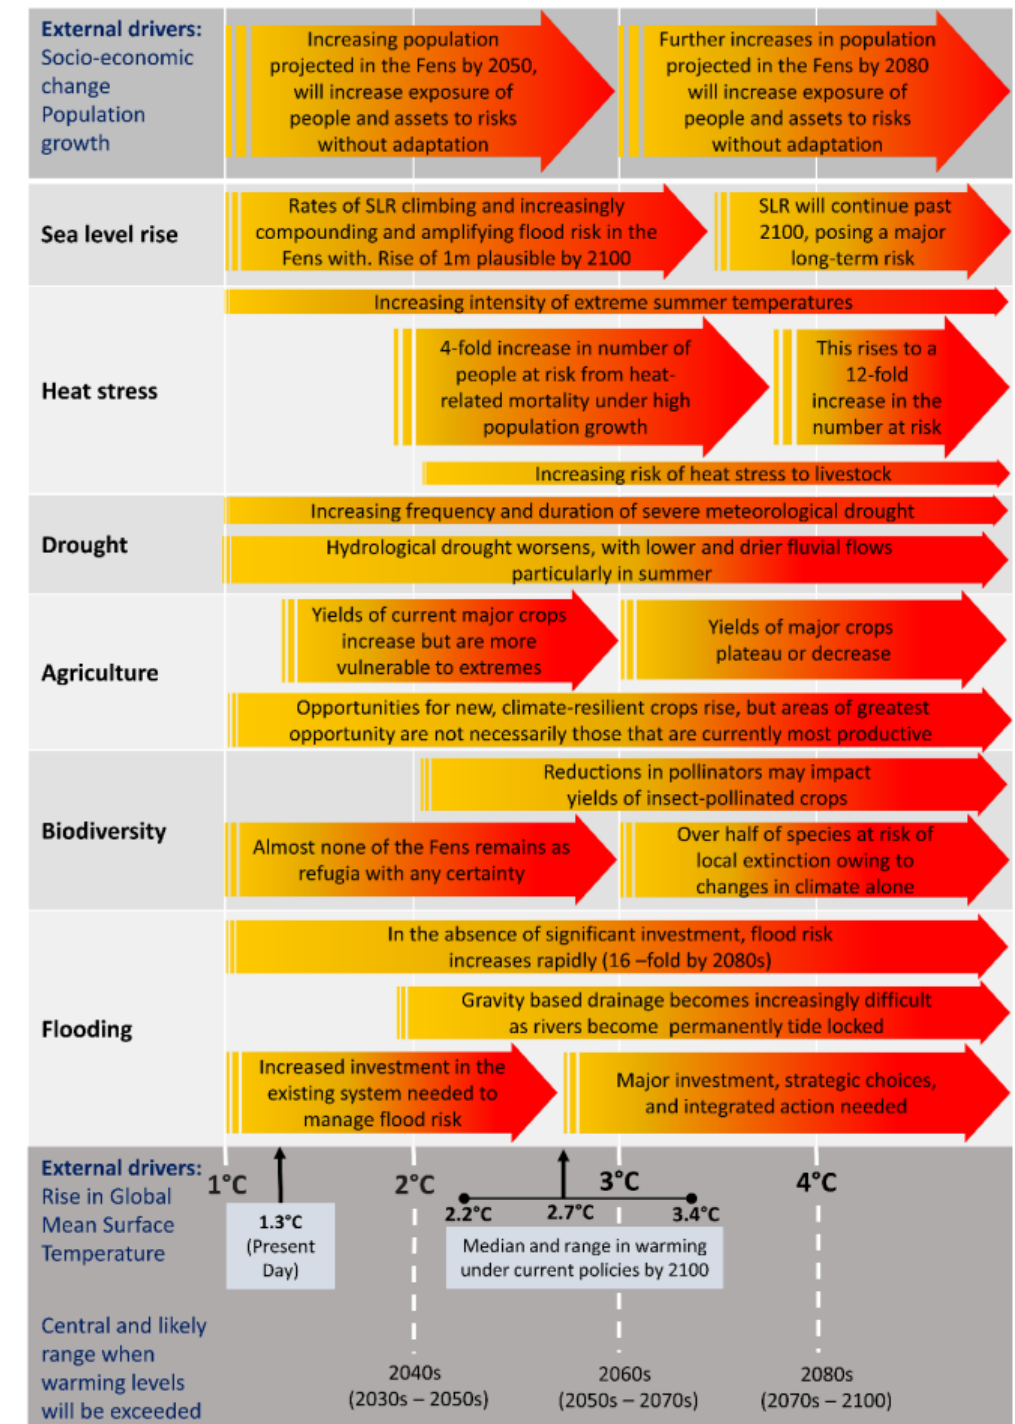 External drivers:
Socio-economic
change
Population
growth
Increasing population
projected in the Fens by 2050,
will increase exposure of
people and assets to risks
without adaptation
Further increases in population
projected in the Fens by 2080
will increase exposure of
people and assets to risks
without adaptation
Sea level rise
Rates of SLR climbing and increasingly
compounding and amplifying flood risk in the
Fens with. Rise of 1m plausible by 2100
SLR will continue past
2100, posing a major
long-term risk
Heat stress
Increasing intensity of extreme summer temperatures
4-fold increase in number of
people at risk from heat-
related mortality under high
population growth
This rises to a
12-fold
increase in the
number at risk
Increasing risk of heat stress to livestock
Drought
Increasing frequency and duration of severe meteorological drought
Hydrological drought worsens, with lower and drier fluvial flows
particularly in summer
Agriculture
Yields of current major crops
increase but are more
vulnerable to extremes
Yields of major crops
plateau or decrease
Opportunities for new, climate-resilient crops rise, but areas of greatest
opportunity are not necessarily those that are currently most productive
Biodiversity
Reductions in pollinators may impact
yields of insect-pollinated crops
Almost none of the Fens remains as
refugia with any certainty
Over half of species at risk of
local extinction owing to
changes in climate alone
Flooding
In the absence of significant investment, flood risk
increases rapidly (16 –fold by 2080s)
Gravity based drainage becomes increasingly difficult
as rivers become permanently tide locked
Increased investment in the
existing system needed to
manage flood risk
Major investment, strategic choices,
and integrated action needed
External drivers:
Rise in Global
Mean Surface
Temperature
1°C
2°C
3°C
4°C
1.3°C
(Present
Day)
2.2°C
2.7°C
3.4°C
Median and range in warming
under current policies by 2100
Central and likely
range when
warming levels
will be exceeded
2040s
(2030s – 2050s)
2060s
(2050s – 2070s)
2080s
(2070s – 2100)